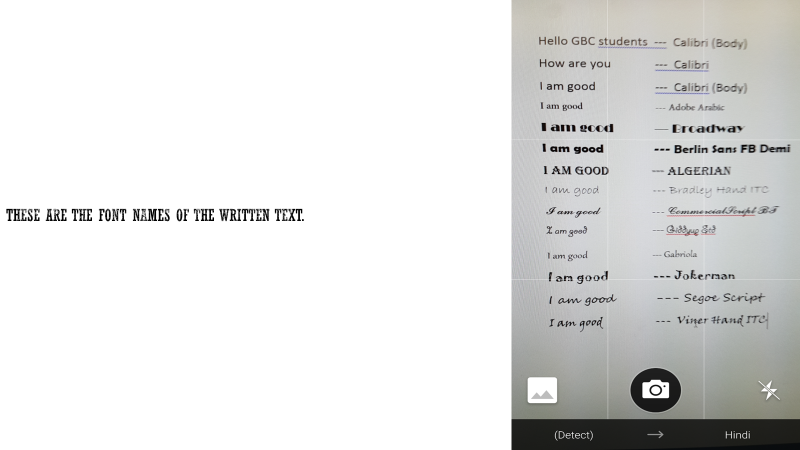 THESE ARE THE FONT NAMES OF THE WRITTEN TEXT.
Hello GBC students --- Calibri (Body)
How are you --- Calibri
I am good --- Calibri (Body)
I am good --- Adobe Arabic
I am good --- Broadway
I am good --- Berlin Sans FB Demi
I AM GOOD --- ALGERIAN
I am good --- Bradley Hand ITC
I am good --- CommercialScript BT
I am good --- Giddyup Std
I am good --- Gabriola
I am good --- Jokerman
I am good --- Segoe Script
I am good --- Viner Hand ITC
(Detect) → Hindi